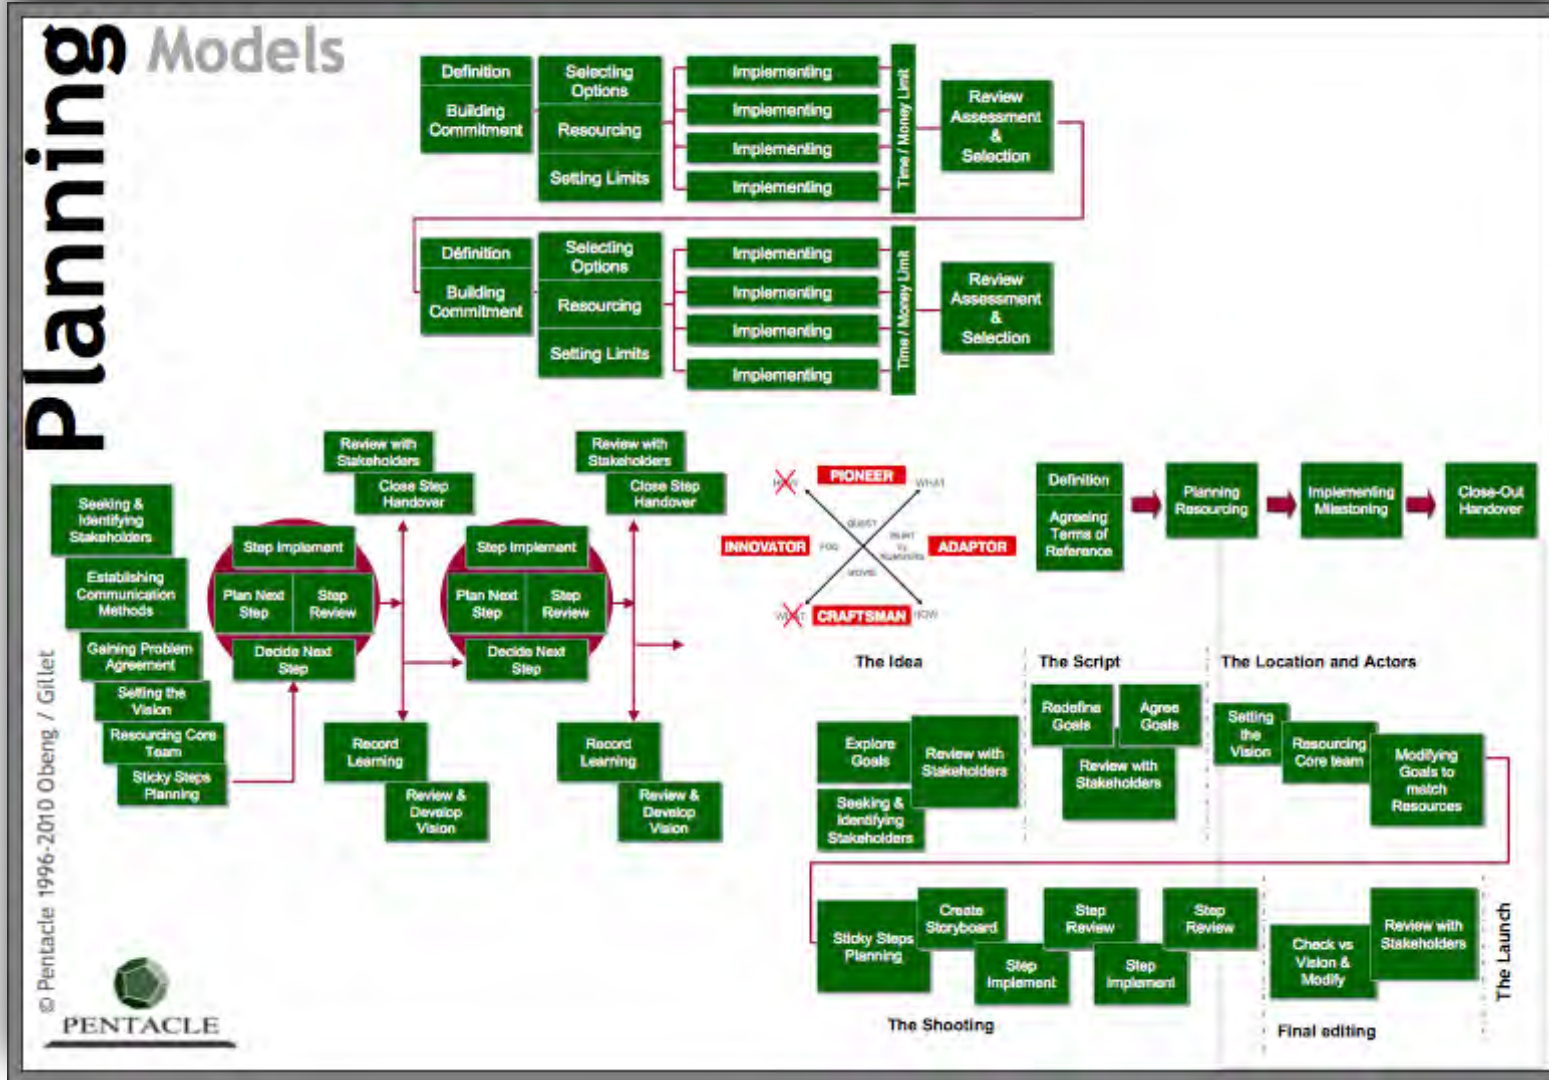 Planning
Models
Definition
Building
Commitment
Selecting
Options
Resourcing
Setting Limits
Implementing
Implementing
Implementing
Implementing
Time / Money Limit
Review
Assessment
&
Selection
Définition
Building
Commitment
Selecting
Options
Resourcing
Setting Limits
Implementing
Implementing
Implementing
Implementing
Time / Money Limit
Review
Assessment
&
Selection
Seeking &
Identifying
Stakeholders
Establishing
Communication
Methods
Gaining Problem
Agreement
Setting the
Vision
Resourcing Core
Team
Sticky Steps
Planning
Step Implement
Plan Next
Step
Step
Review
Decide Next
Step
Review with
Stakeholders
Close Step
Handover
Record
Learning
Review &
Develop
Vision
Step Implement
Plan Next
Step
Step
Review
Decide Next
Step
Review with
Stakeholders
Close Step
Handover
Record
Learning
Review &
Develop
Vision
HOW
PIONEER
WHAT
QUEST
INNOVATOR
FOG
PAINT
BY
NUMBERS
ADAPTOR
MOVIE
WHAT
CRAFTSMAN
HOW
Definition
Agreeing
Terms of
Reference
Planning
Resourcing
Implementing
Milestoning
Close-Out
Handover
The Idea
The Script
The Location and Actors
Explore
Goals
Seeking &
Identifying
Stakeholders
Review with
Stakeholders
Redefine
Goals
Agree
Goals
Review with
Stakeholders
Setting
the
Vision
Resourcing
Core team
Modifying
Goals to
match
Resources
Sticky Steps
Planning
Create
Storyboard
Step
Implement
Step
Review
Step
Implement
Step
Review
Check vs
Vision &
Modify
Review with
Stakeholders
The Launch
The Shooting
Final editing
© Pentacle 1996-2010 Obeng / Gillet
PENTACLE